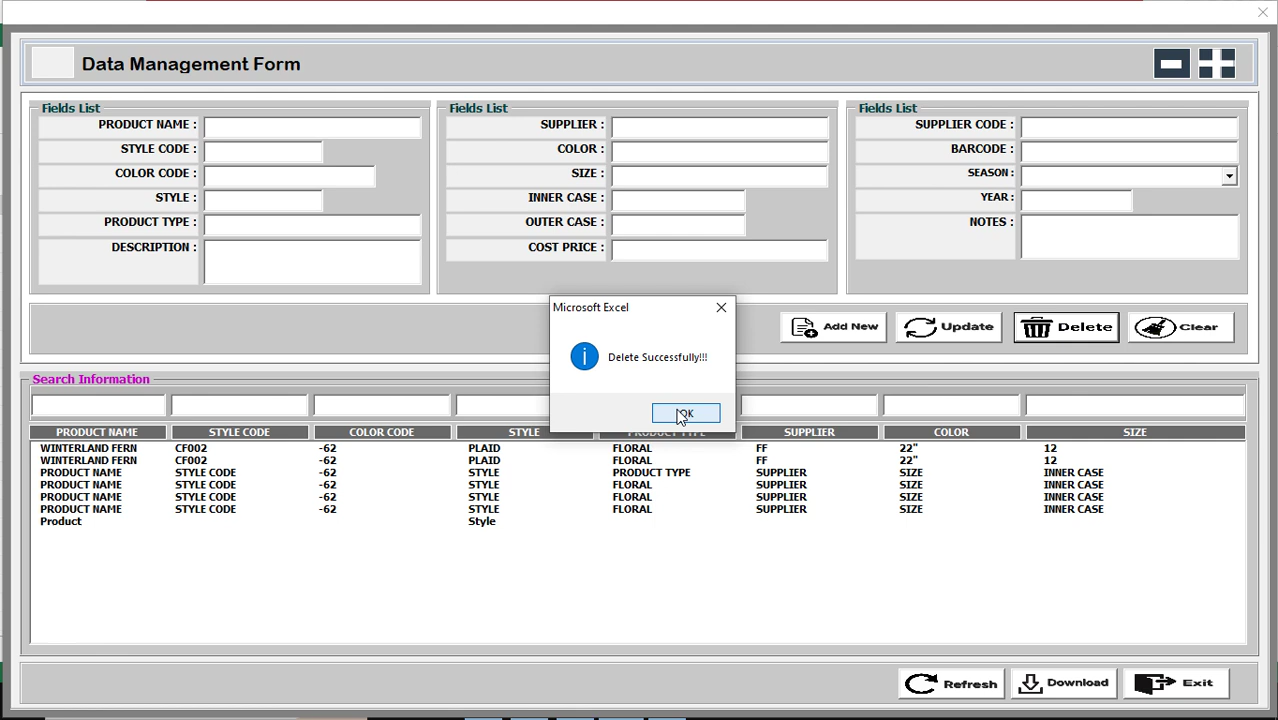 Data Management Form
Fields List
PRODUCT NAME :
STYLE CODE :
COLOR CODE :
STYLE :
PRODUCT TYPE :
DESCRIPTION :
Fields List
SUPPLIER :
COLOR :
SIZE :
INNER CASE :
OUTER CASE :
COST PRICE :
Fields List
SUPPLIER CODE :
BARCODE :
SEASON :
YEAR :
NOTES :
Add New Update Delete Clear
Microsoft Excel
Delete Successfully!!!
OK
Search Information
PRODUCT NAME STYLE CODE COLOR CODE STYLE PRODUCT TYPE SUPPLIER COLOR SIZE
WINTERLAND FERN CF002 -62 PLAID FLORAL FF 22" 12
WINTERLAND FERN CF002 -62 PLAID FLORAL FF 22" 12
PRODUCT NAME STYLE CODE -62 STYLE PRODUCT TYPE SUPPLIER SIZE INNER CASE
PRODUCT NAME STYLE CODE -62 STYLE FLORAL SUPPLIER SIZE INNER CASE
PRODUCT NAME STYLE CODE -62 STYLE FLORAL SUPPLIER SIZE INNER CASE
PRODUCT NAME STYLE CODE -62 STYLE FLORAL SUPPLIER SIZE INNER CASE
Product Style
Refresh Download Exit